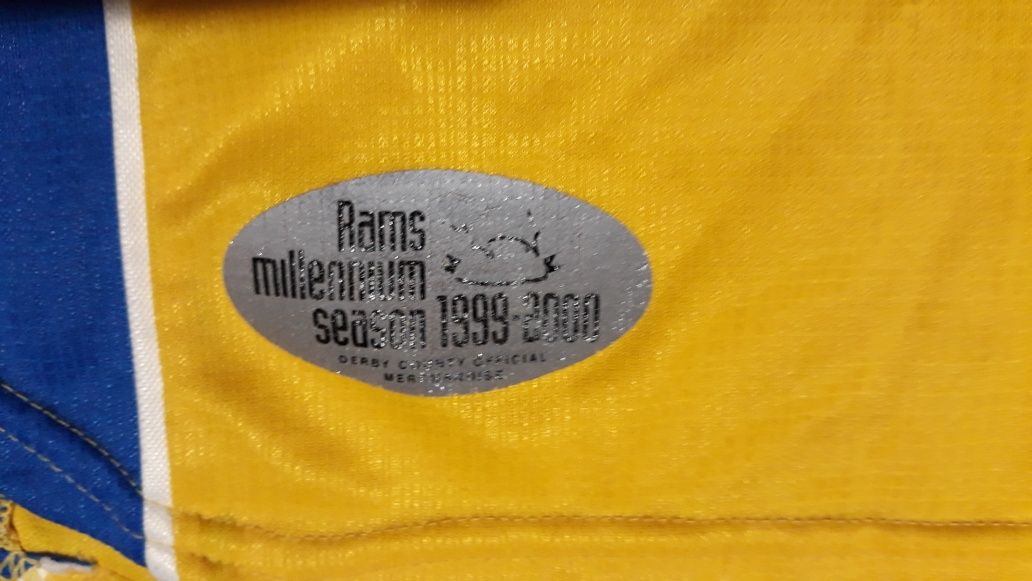 Rams
millennium
season 1999-2000
DERBY COUNTY OFFICIAL
MERCHANDISE